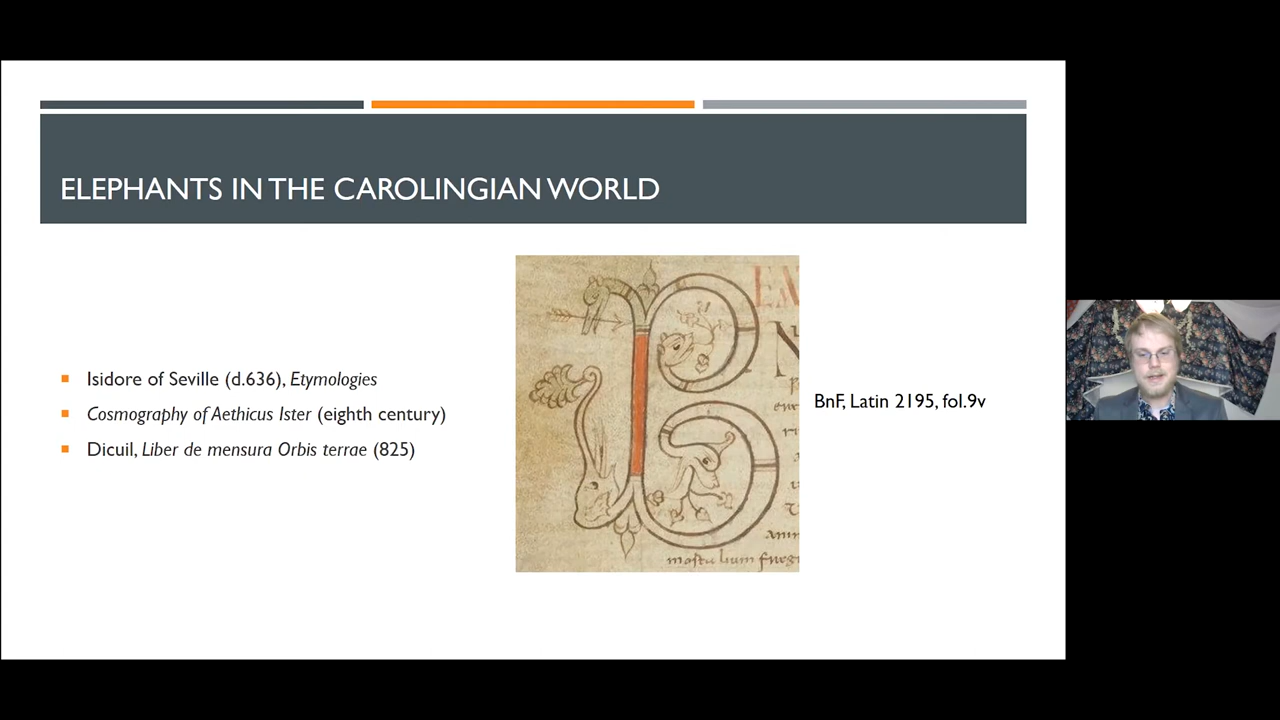 ELEPHANTS IN THE CAROLINGIAN WORLD
Isidore of Seville (d.636), Etymologies
Cosmography of Aethicus Ister (eighth century)
Dicuil, Liber de mensura Orbis terrae (825)
BnF, Latin 2195, fol.9v